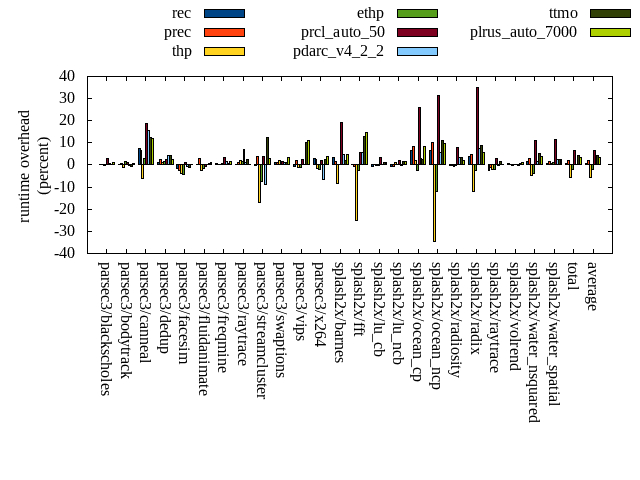 rec ethp ttmo
prec prcl_auto_50 plrus_auto_7000
thp pdarc_v4_2_2
runtime overhead
(percent)
40
30
20
10
0
-10
-20
-30
-40
parsec3/blackscholes
parsec3/bodytrack
parsec3/canneal
parsec3/dedup
parsec3/facesim
parsec3/fluidanimate
parsec3/freqmine
parsec3/raytrace
parsec3/streamcluster
parsec3/swaptions
parsec3/vips
parsec3/x264
splash2x/barnes
splash2x/fft
splash2x/lu_cb
splash2x/lu_ncb
splash2x/ocean_cp
splash2x/ocean_ncp
splash2x/radiosity
splash2x/radix
splash2x/raytrace
splash2x/volrend
splash2x/water_nsquared
splash2x/water_spatial
total
average